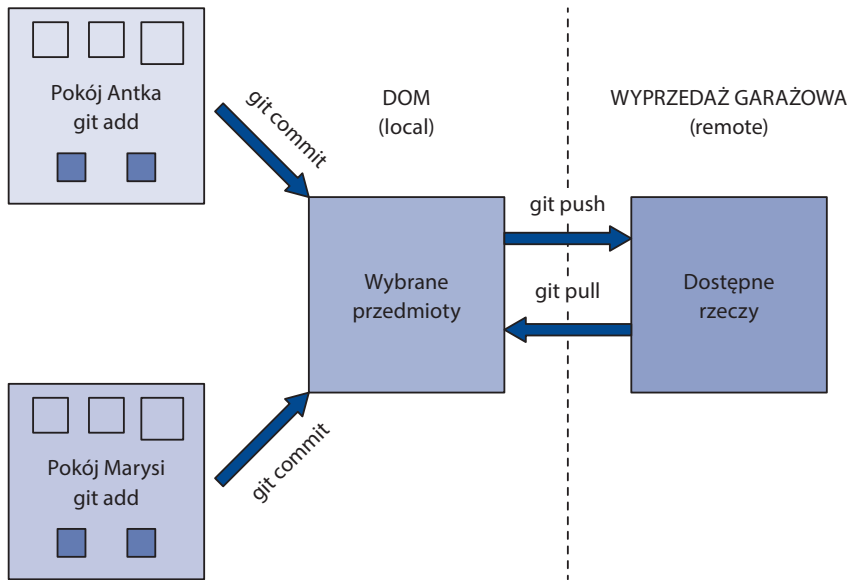 Pokój Antka
git add
git commit
DOM
(local)
WYPRZEDAŻ GARAŻOWA
(remote)
Wybrane
przedmioty
git push
git pull
Dostępne
rzeczy
Pokój Marysi
git add
git commit